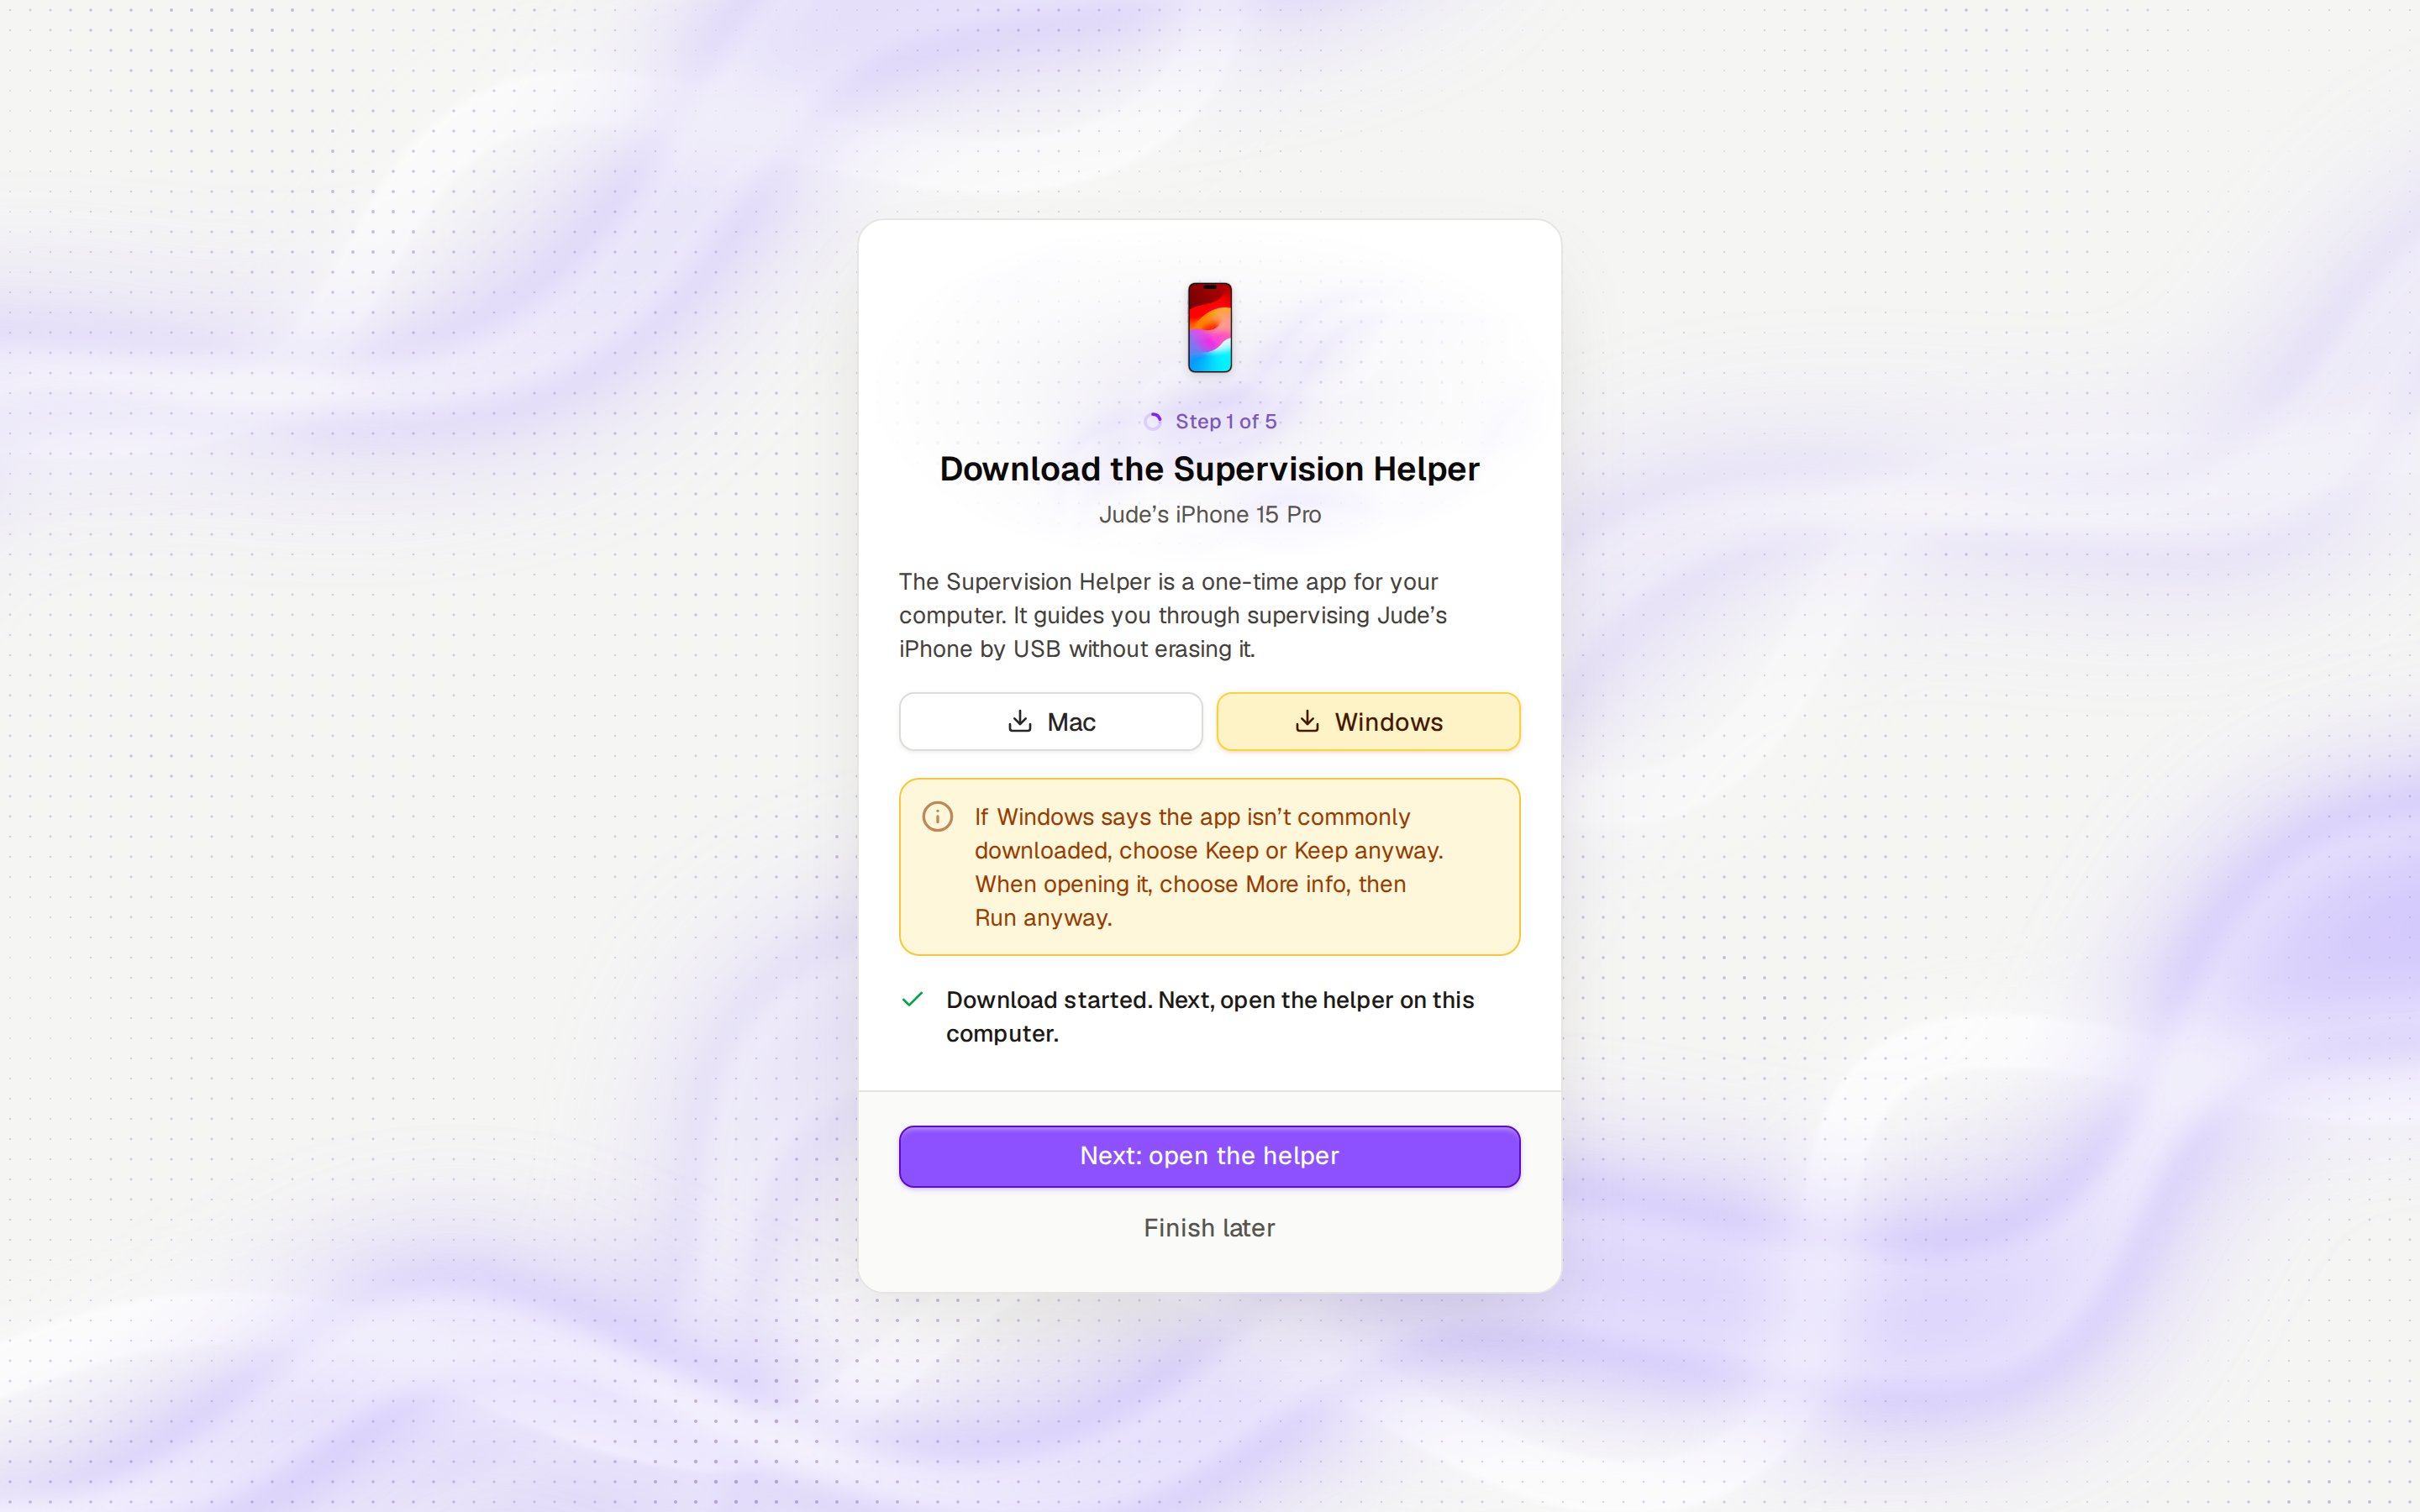 Step 1 of 5
Download the Supervision Helper
Jude’s iPhone 15 Pro
The Supervision Helper is a one-time app for your
computer. It guides you through supervising Jude’s
iPhone by USB without erasing it.
Mac
Windows
If Windows says the app isn’t commonly
downloaded, choose Keep or Keep anyway.
When opening it, choose More info, then
Run anyway.
Download started. Next, open the helper on this
computer.
Next: open the helper
Finish later